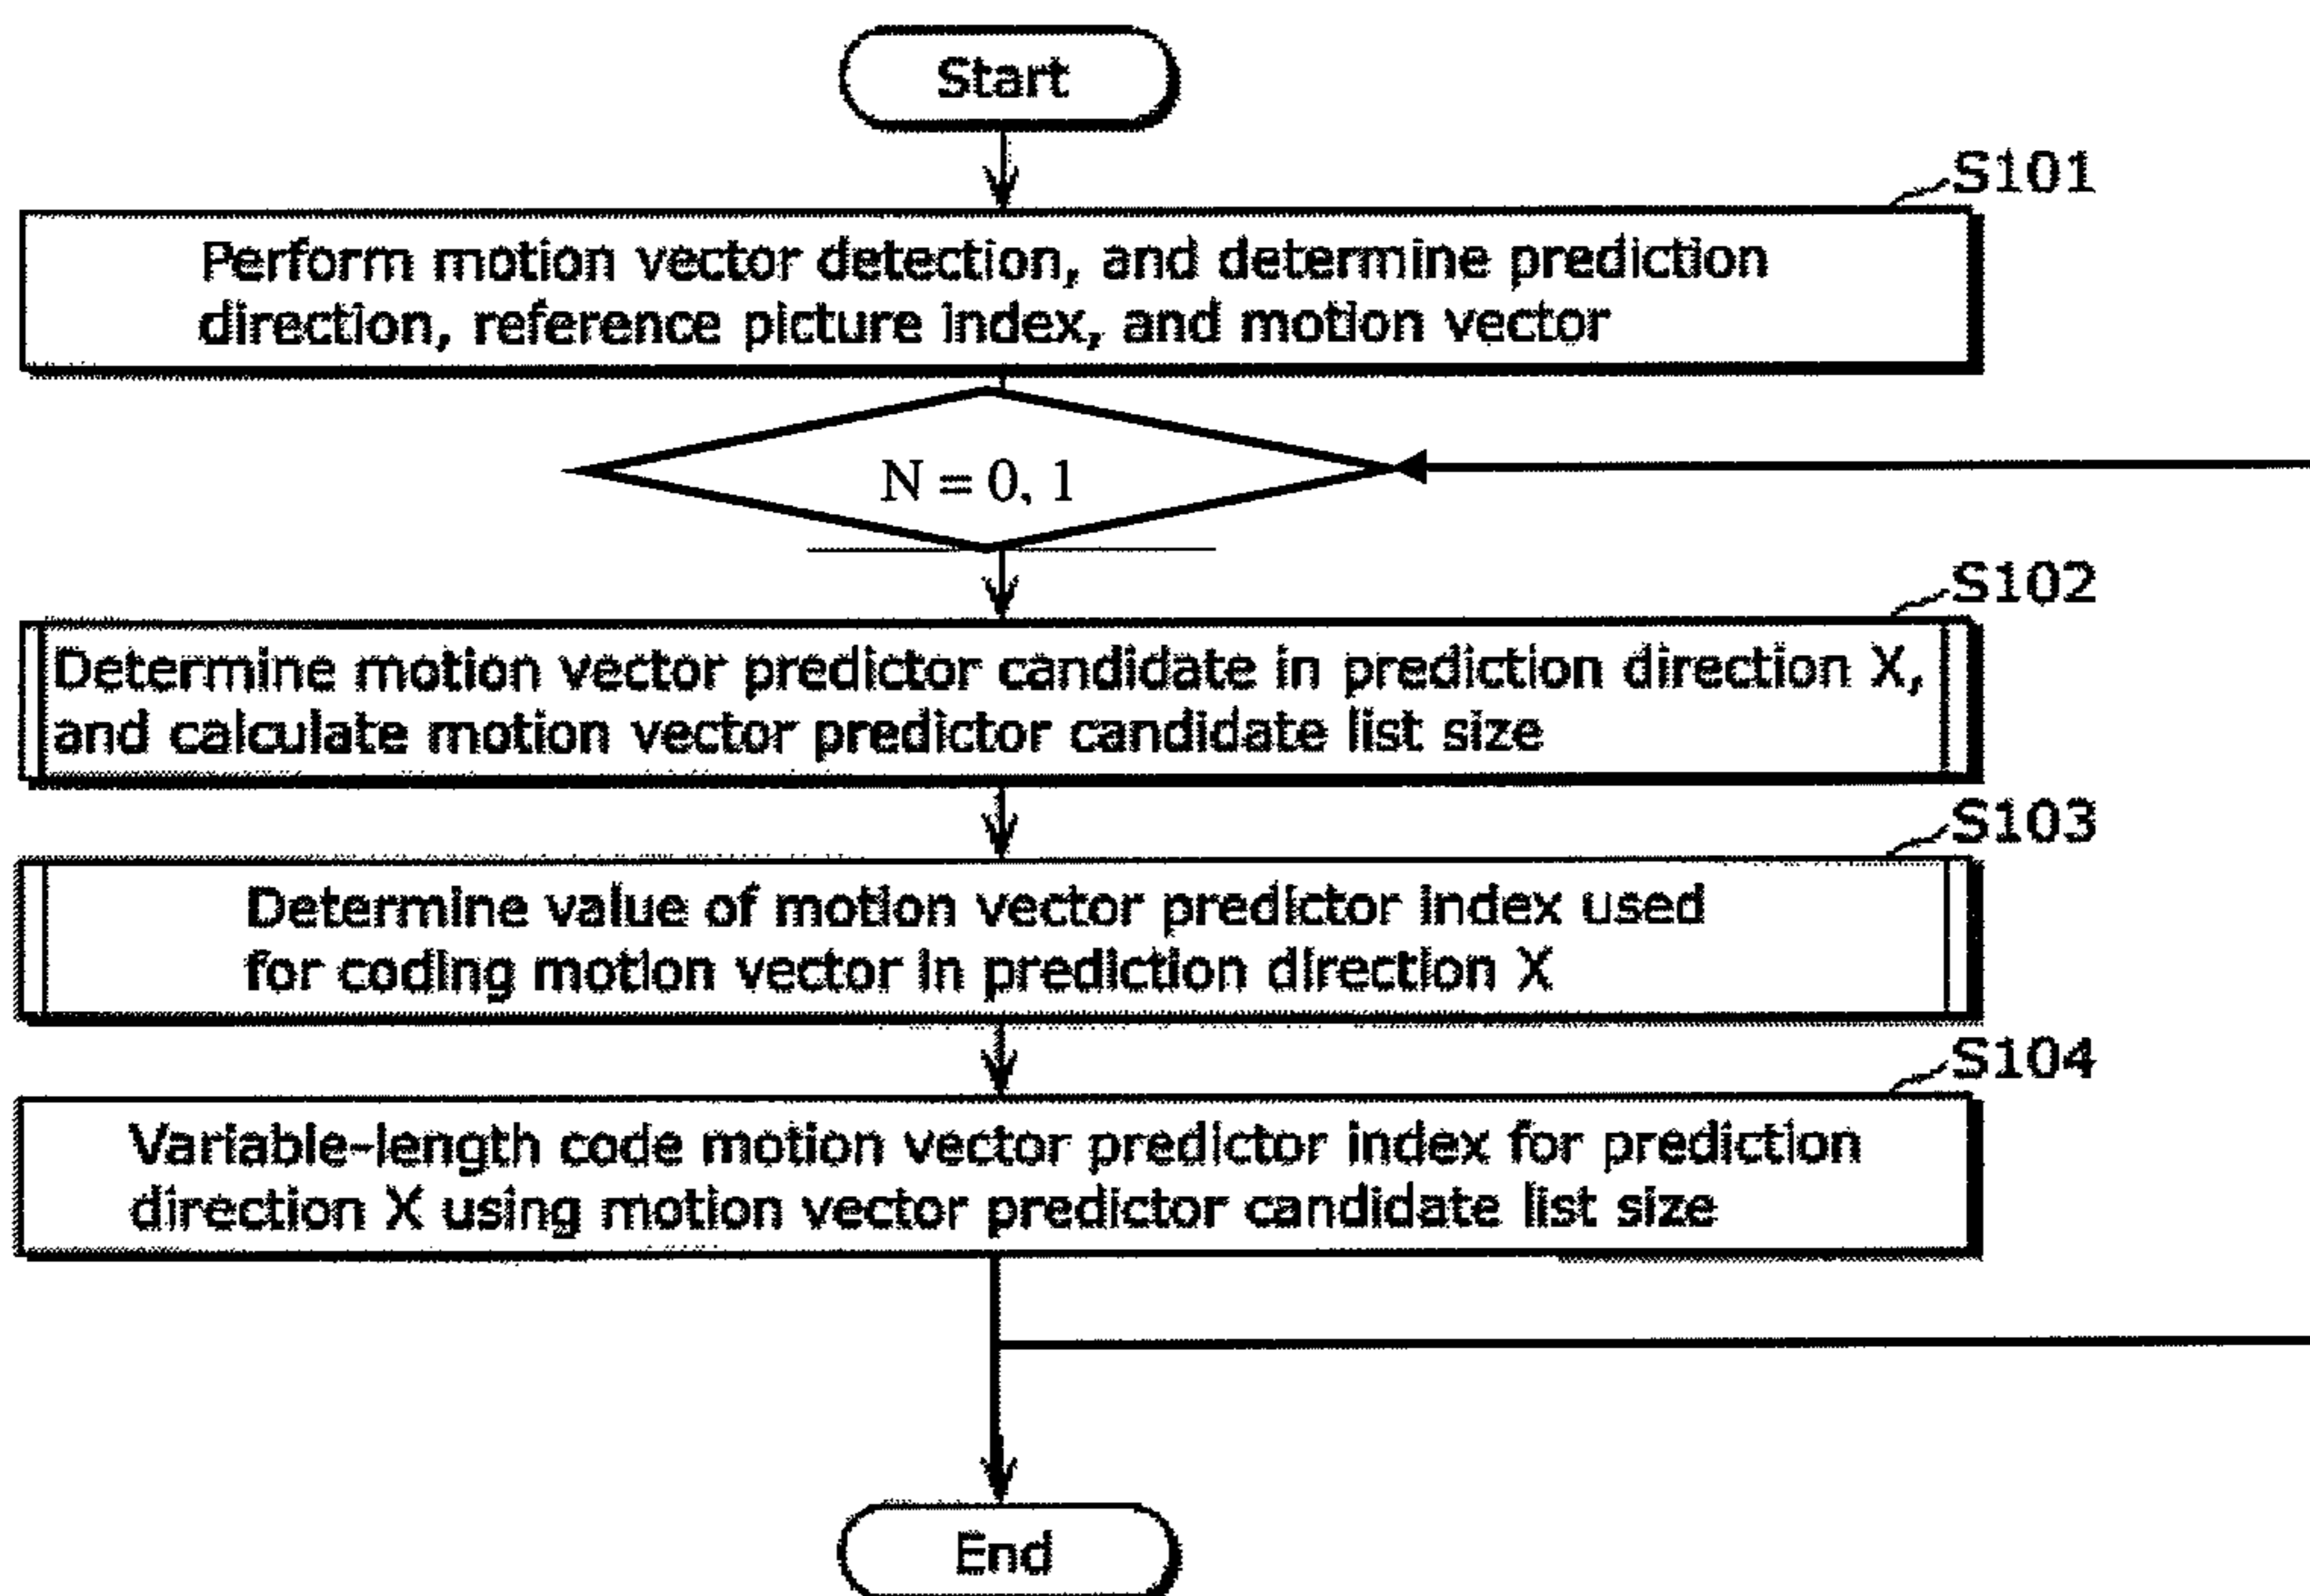 Start
S101
Perform motion vector detection, and determine prediction
direction, reference picture index, and motion vector
N = 0, 1
S102
Determine motion vector predictor candidate in prediction direction X,
and calculate motion vector predictor candidate list size
S103
Determine value of motion vector predictor index used
for coding motion vector in prediction direction X
S104
Variable-length code motion vector predictor index for prediction
direction X using motion vector predictor candidate list size
End